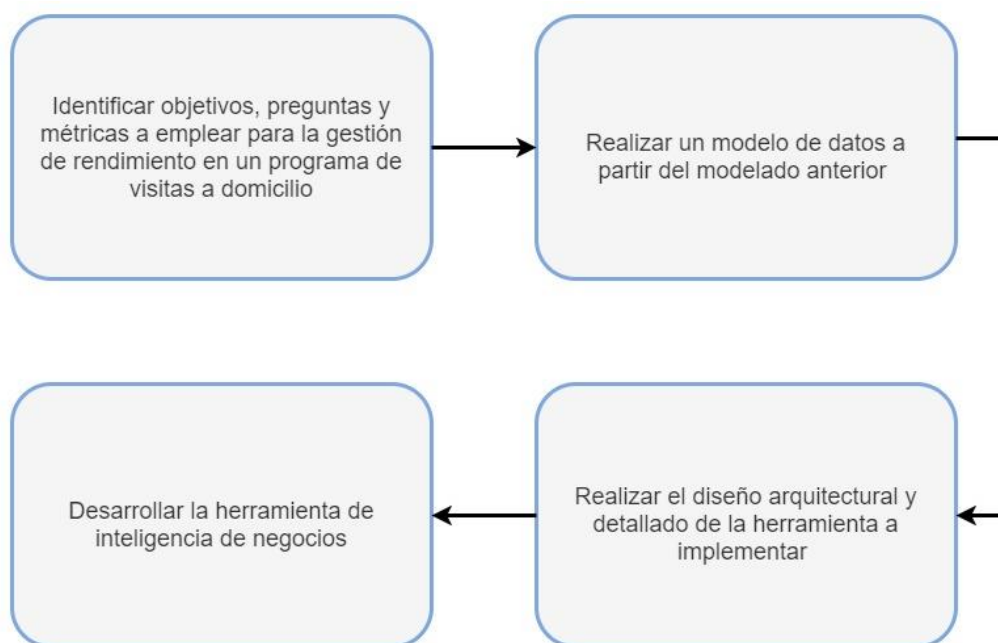 Identificar objetivos, preguntas y
métricas a emplear para la gestión
de rendimiento en un programa de
visitas a domicilio
Realizar un modelo de datos a
partir del modelado anterior
Realizar el diseño arquitectural y
detallado de la herramienta a
implementar
Desarrollar la herramienta de
inteligencia de negocios